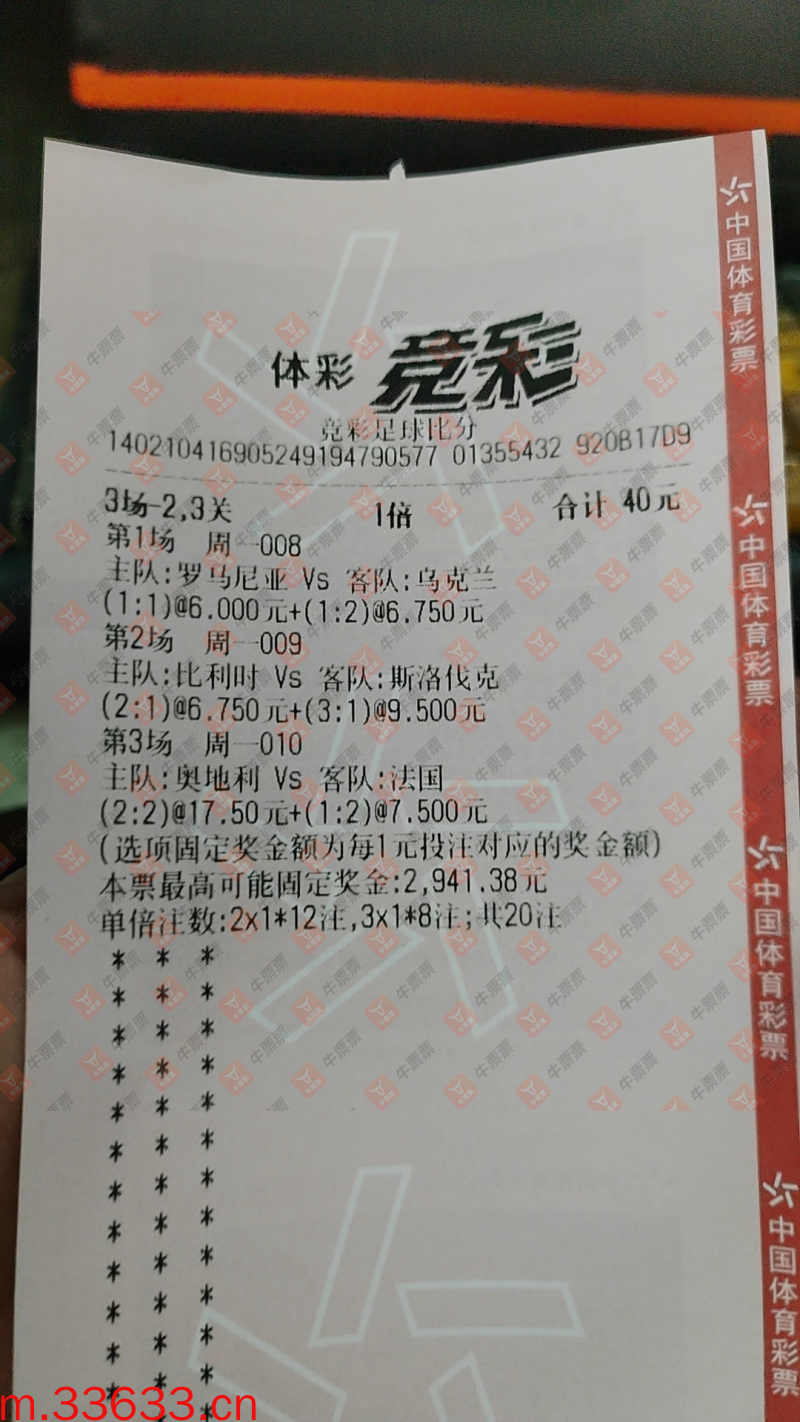 体彩 竞彩
竞彩足球比分
140210416905249194790577 01355432 920B17D9
3场-2,3关 1倍 合计 40元
第1场 周一008
主队:罗马尼亚 Vs 客队:乌克兰
(1:1)@6.000元+(1:2)@6.750元
第2场 周一009
主队:比利时 Vs 客队:斯洛伐克
(2:1)@6.750元+(3:1)@9.500元
第3场 周一010
主队:奥地利 Vs 客队:法国
(2:2)@17.50元+(1:2)@7.500元
(选项固定奖金额为每1元投注对应的奖金额)
本票最高可能固定奖金:2,941.38元
单倍注数:2x1*12注,3x1*8注;共20注
* * *
* * *
* * *
* * *
* * *
* * *
* * *
* * *
* * *
* * *
* * *
* * *
* * *
中国体育彩票
中国体育彩票
中国体育彩票
中国体育彩票
牛票票
m.33633.cn